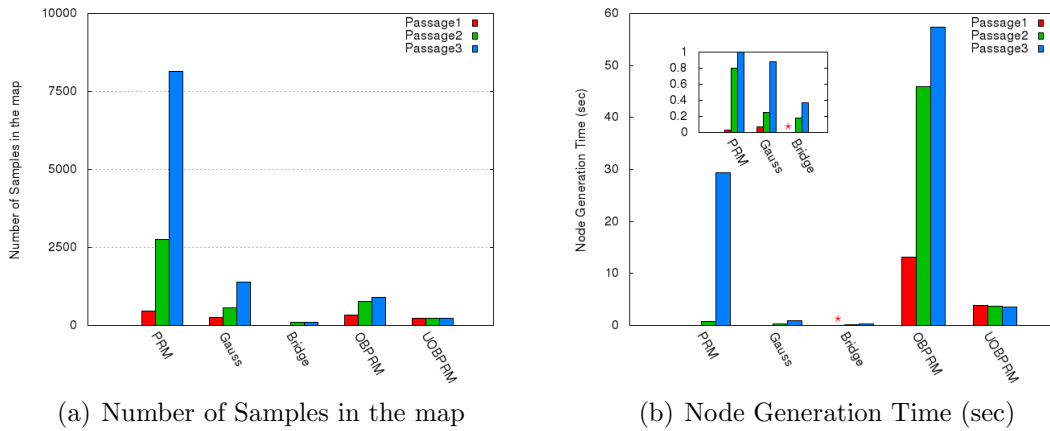 10000
7500
5000
2500
0
Number of Samples in the map
Passage1
Passage2
Passage3
PRM
Gauss
Bridge
OBPRM
UOBPRM
(a) Number of Samples in the map
60
50
40
30
20
10
0
Node Generation Time (sec)
Passage1
Passage2
Passage3
1
0.8
0.6
0.4
0.2
0
PRM
Gauss
Bridge
PRM
Gauss
Bridge
OBPRM
UOBPRM
(b) Node Generation Time (sec)